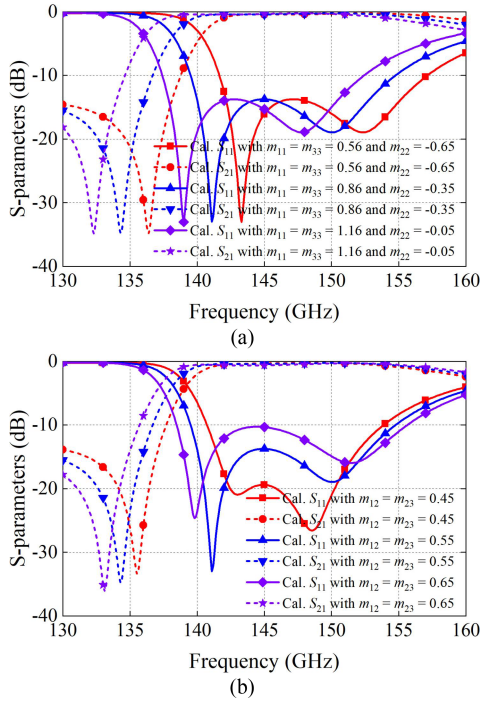 0
-10
-20
-30
-40
S-parameters (dB)
Cal. S11 with m11 = m33 = 0.56 and m22 = -0.65
Cal. S21 with m11 = m33 = 0.56 and m22 = -0.65
Cal. S11 with m11 = m33 = 0.86 and m22 = -0.35
Cal. S21 with m11 = m33 = 0.86 and m22 = -0.35
Cal. S11 with m11 = m33 = 1.16 and m22 = -0.05
Cal. S21 with m11 = m33 = 1.16 and m22 = -0.05
130 135 140 145 150 155 160
Frequency (GHz)
(a)
0
-10
-20
-30
-40
S-parameters (dB)
Cal. S11 with m12 = m23 = 0.45
Cal. S21 with m12 = m23 = 0.45
Cal. S11 with m12 = m23 = 0.55
Cal. S21 with m12 = m23 = 0.55
Cal. S11 with m12 = m23 = 0.65
Cal. S21 with m12 = m23 = 0.65
130 135 140 145 150 155 160
Frequency (GHz)
(b)